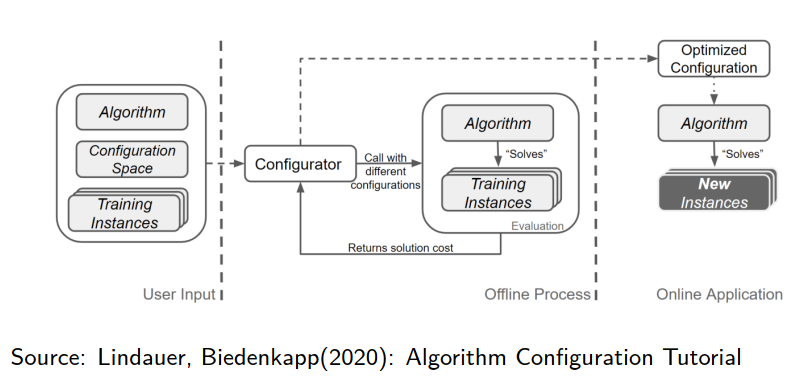 Algorithm
Configuration
Space
Training
Instances
User Input
Configurator
Call with
different
configurations
Algorithm
"Solves"
Training
Instances
Evaluation
Returns solution cost
Offline Process
Optimized
Configuration
Algorithm
"Solves"
New
Instances
Online Application
Source: Lindauer, Biedenkapp(2020): Algorithm Configuration Tutorial